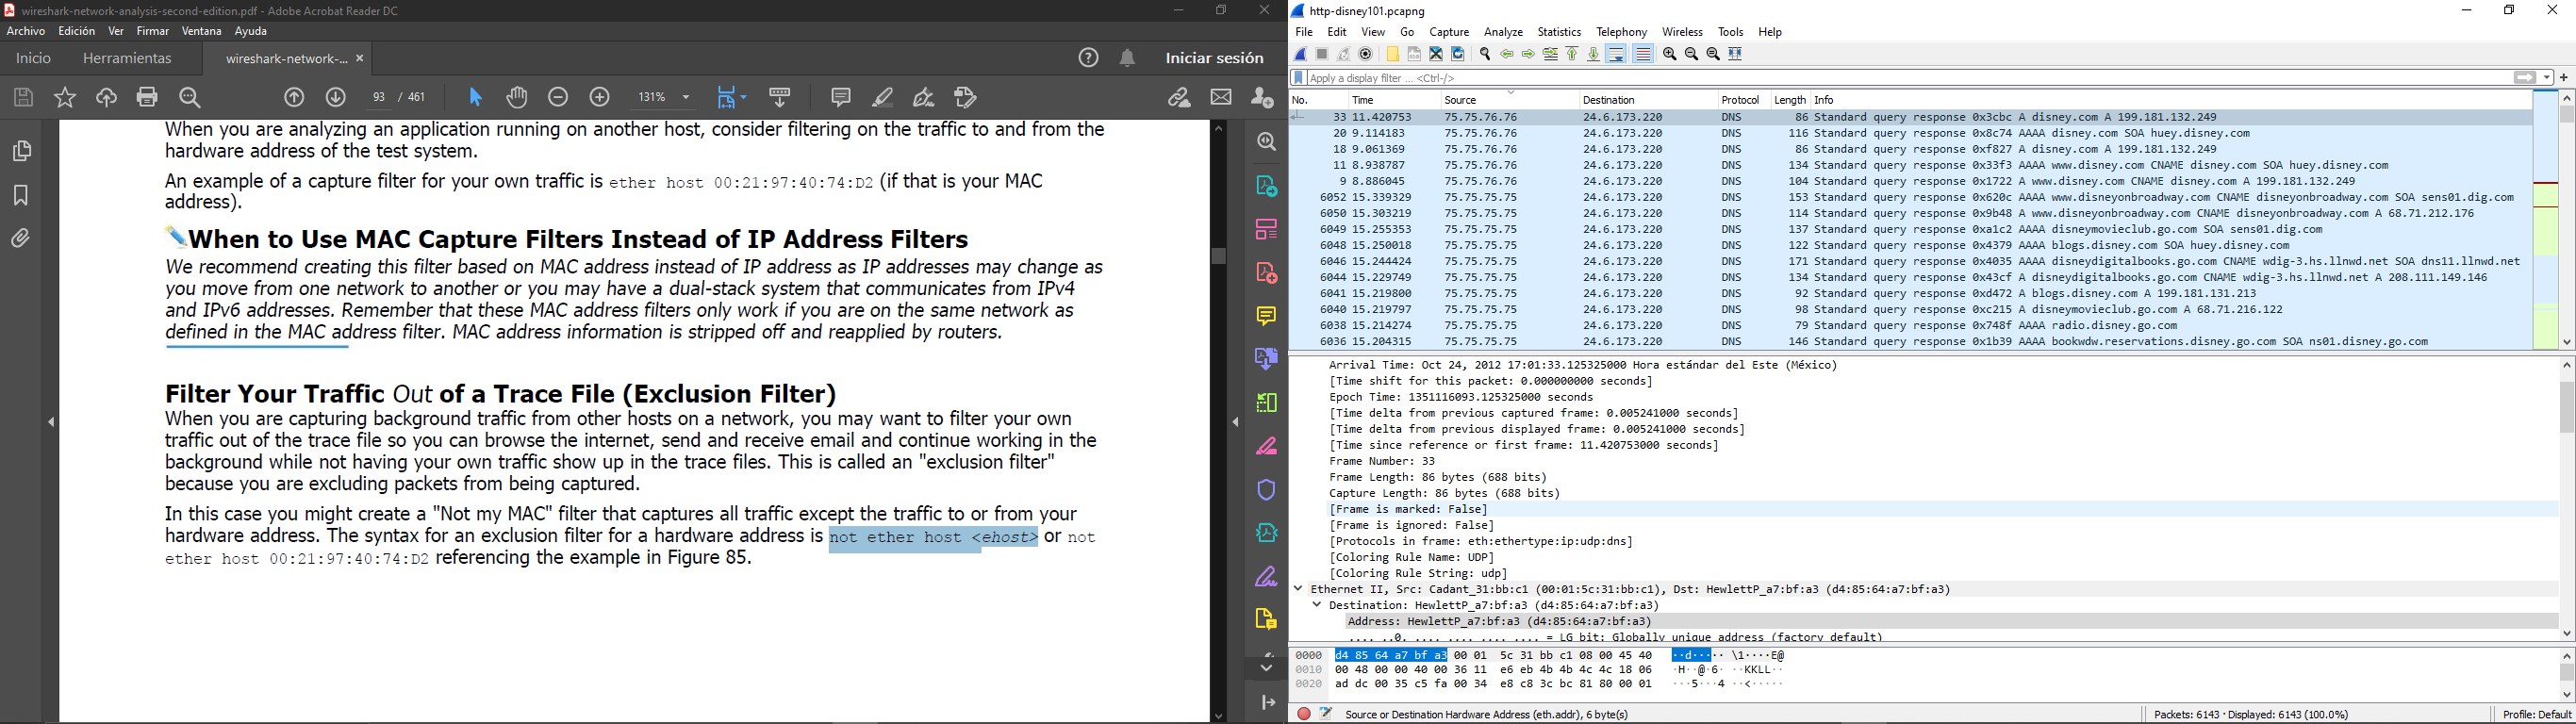 wireshark-network-analysis-second-edition.pdf - Adobe Acrobat Reader DC
Archivo Edición Ver Firmar Ventana Ayuda
Inicio Herramientas wireshark-network-... × Iniciar sesión
93 / 461 131%
When you are analyzing an application running on another host, consider filtering on the traffic to and from the
hardware address of the test system.
An example of a capture filter for your own traffic is ether host 00:21:97:40:74:D2 (if that is your MAC
address).
When to Use MAC Capture Filters Instead of IP Address Filters
We recommend creating this filter based on MAC address instead of IP address as IP addresses may change as
you move from one network to another or you may have a dual-stack system that communicates from IPv4
and IPv6 addresses. Remember that these MAC address filters only work if you are on the same network as
defined in the MAC address filter. MAC address information is stripped off and reapplied by routers.
Filter Your Traffic Out of a Trace File (Exclusion Filter)
When you are capturing background traffic from other hosts on a network, you may want to filter your own
traffic out of the trace file so you can browse the internet, send and receive email and continue working in the
background while not having your own traffic show up in the trace files. This is called an "exclusion filter"
because you are excluding packets from being captured.
In this case you might create a "Not my MAC" filter that captures all traffic except the traffic to or from your
hardware address. The syntax for an exclusion filter for a hardware address is not ether host <ehost> or not
ether host 00:21:97:40:74:D2 referencing the example in Figure 85.
http-disney101.pcapng
File Edit View Go Capture Analyze Statistics Telephony Wireless Tools Help
Apply a display filter ... <Ctrl-/>
No. Time Source Destination Protocol Length Info
33 11.420753 75.75.76.76 24.6.173.220 DNS 86 Standard query response 0x3cbc A disney.com A 199.181.132.249
20 9.114183 75.75.76.76 24.6.173.220 DNS 116 Standard query response 0x8c74 AAAA disney.com SOA huey.disney.com
18 9.061369 75.75.76.76 24.6.173.220 DNS 86 Standard query response 0xf827 A disney.com A 199.181.132.249
11 8.938787 75.75.76.76 24.6.173.220 DNS 134 Standard query response 0x33f3 AAAA www.disney.com CNAME disney.com SOA huey.disney.com
9 8.886045 75.75.76.76 24.6.173.220 DNS 104 Standard query response 0x1722 A www.disney.com CNAME disney.com A 199.181.132.249
6052 15.339329 75.75.75.75 24.6.173.220 DNS 153 Standard query response 0x620c AAAA www.disneyonbroadway.com CNAME disneyonbroadway.com SOA sens01.dig.com
6050 15.303219 75.75.75.75 24.6.173.220 DNS 114 Standard query response 0x9b48 A www.disneyonbroadway.com CNAME disneyonbroadway.com A 68.71.212.176
6049 15.255353 75.75.75.75 24.6.173.220 DNS 137 Standard query response 0xa1c2 AAAA disneymovieclub.go.com SOA sens01.dig.com
6048 15.250018 75.75.75.75 24.6.173.220 DNS 122 Standard query response 0x4379 AAAA blogs.disney.com SOA huey.disney.com
6046 15.244424 75.75.75.75 24.6.173.220 DNS 171 Standard query response 0x4035 AAAA disneydigitalbooks.go.com CNAME wdig-3.hs.llnwd.net SOA dns11.llnwd.net
6044 15.229749 75.75.75.75 24.6.173.220 DNS 134 Standard query response 0x43cf A disneydigitalbooks.go.com CNAME wdig-3.hs.llnwd.net A 208.111.149.146
6041 15.219800 75.75.75.75 24.6.173.220 DNS 92 Standard query response 0xd472 A blogs.disney.com A 199.181.131.213
6040 15.219797 75.75.75.75 24.6.173.220 DNS 98 Standard query response 0xc215 A disneymovieclub.go.com A 68.71.216.122
6038 15.214274 75.75.75.75 24.6.173.220 DNS 79 Standard query response 0x748f AAAA radio.disney.go.com
6036 15.204315 75.75.75.75 24.6.173.220 DNS 146 Standard query response 0x1b39 AAAA bookwdw.reservations.disney.go.com SOA ns01.disney.go.com
Arrival Time: Oct 24, 2012 17:01:33.125325000 Hora estándar del Este (México)
[Time shift for this packet: 0.000000000 seconds]
Epoch Time: 1351116093.125325000 seconds
[Time delta from previous captured frame: 0.005241000 seconds]
[Time delta from previous displayed frame: 0.005241000 seconds]
[Time since reference or first frame: 11.420753000 seconds]
Frame Number: 33
Frame Length: 86 bytes (688 bits)
Capture Length: 86 bytes (688 bits)
[Frame is marked: False]
[Frame is ignored: False]
[Protocols in frame: eth:ethertype:ip:udp:dns]
[Coloring Rule Name: UDP]
[Coloring Rule String: udp]
Ethernet II, Src: Cadant_31:bb:c1 (00:01:5c:31:bb:c1), Dst: HewlettP_a7:bf:a3 (d4:85:64:a7:bf:a3)
Destination: HewlettP_a7:bf:a3 (d4:85:64:a7:bf:a3)
Address: HewlettP_a7:bf:a3 (d4:85:64:a7:bf:a3)
.... ..0. .... .... .... .... = LG bit: Globally unique address (factory default)
0000 d4 85 64 a7 bf a3 00 01 5c 31 bb c1 08 00 45 40 ··d····· \1····E@
0010 00 48 00 00 40 00 36 11 e6 eb 4b 4b 4c 4c 18 06 ·H··@·6· ··KKLL··
0020 ad dc 00 35 c5 fa 00 34 e8 c8 3c bc 81 80 00 01 ···5···4 ··<·····
Source or Destination Hardware Address (eth.addr), 6 byte(s) Packets: 6143 · Displayed: 6143 (100.0%) Profile: Default